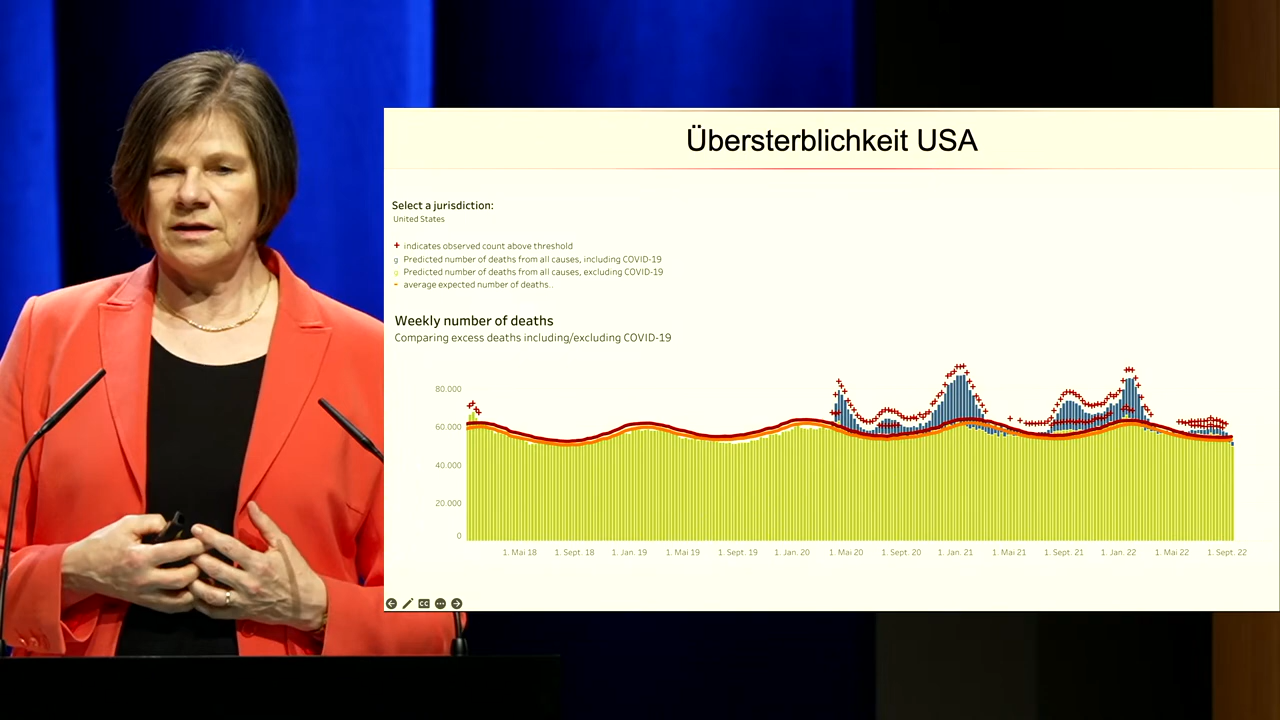 Übersterblichkeit USA
Select a jurisdiction:
United States
+ indicates observed count above threshold
g Predicted number of deaths from all causes, including COVID-19
g Predicted number of deaths from all causes, excluding COVID-19
- average expected number of deaths..
Weekly number of deaths
Comparing excess deaths including/excluding COVID-19
80.000
60.000
40.000
20.000
0
1. Mai 18 1. Sept. 18 1. Jan. 19 1. Mai 19 1. Sept. 19 1. Jan. 20 1. Mai 20 1. Sept. 20 1. Jan. 21 1. Mai 21 1. Sept. 21 1. Jan. 22 1. Mai 22 1. Sept. 22
CC